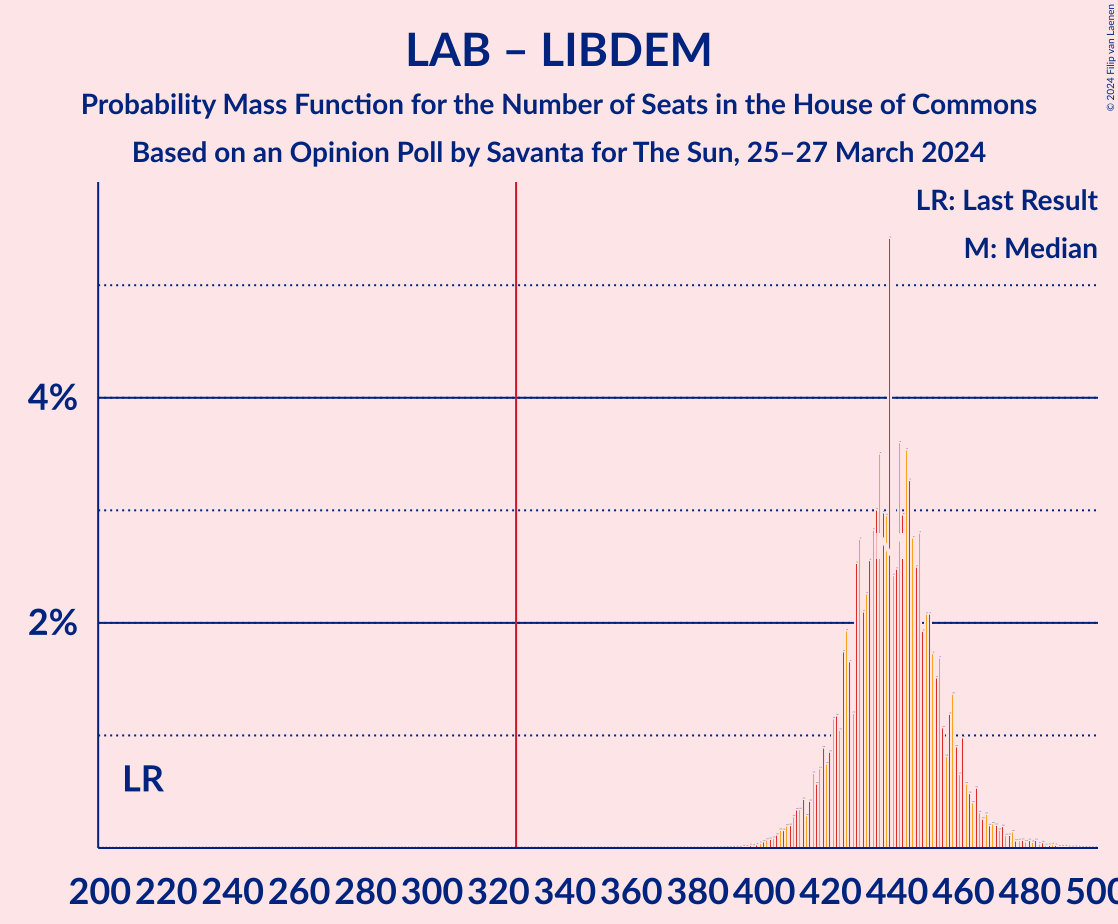 LAB – LIBDEM
Probability Mass Function for the Number of Seats in the House of Commons
Based on an Opinion Poll by Savanta for The Sun, 25–27 March 2024
© 2024 Filip van Laenen
LR: Last Result
M: Median
4%
2%
LR
200 220 240 260 280 300 320 340 360 380 400 420 440 460 480 500